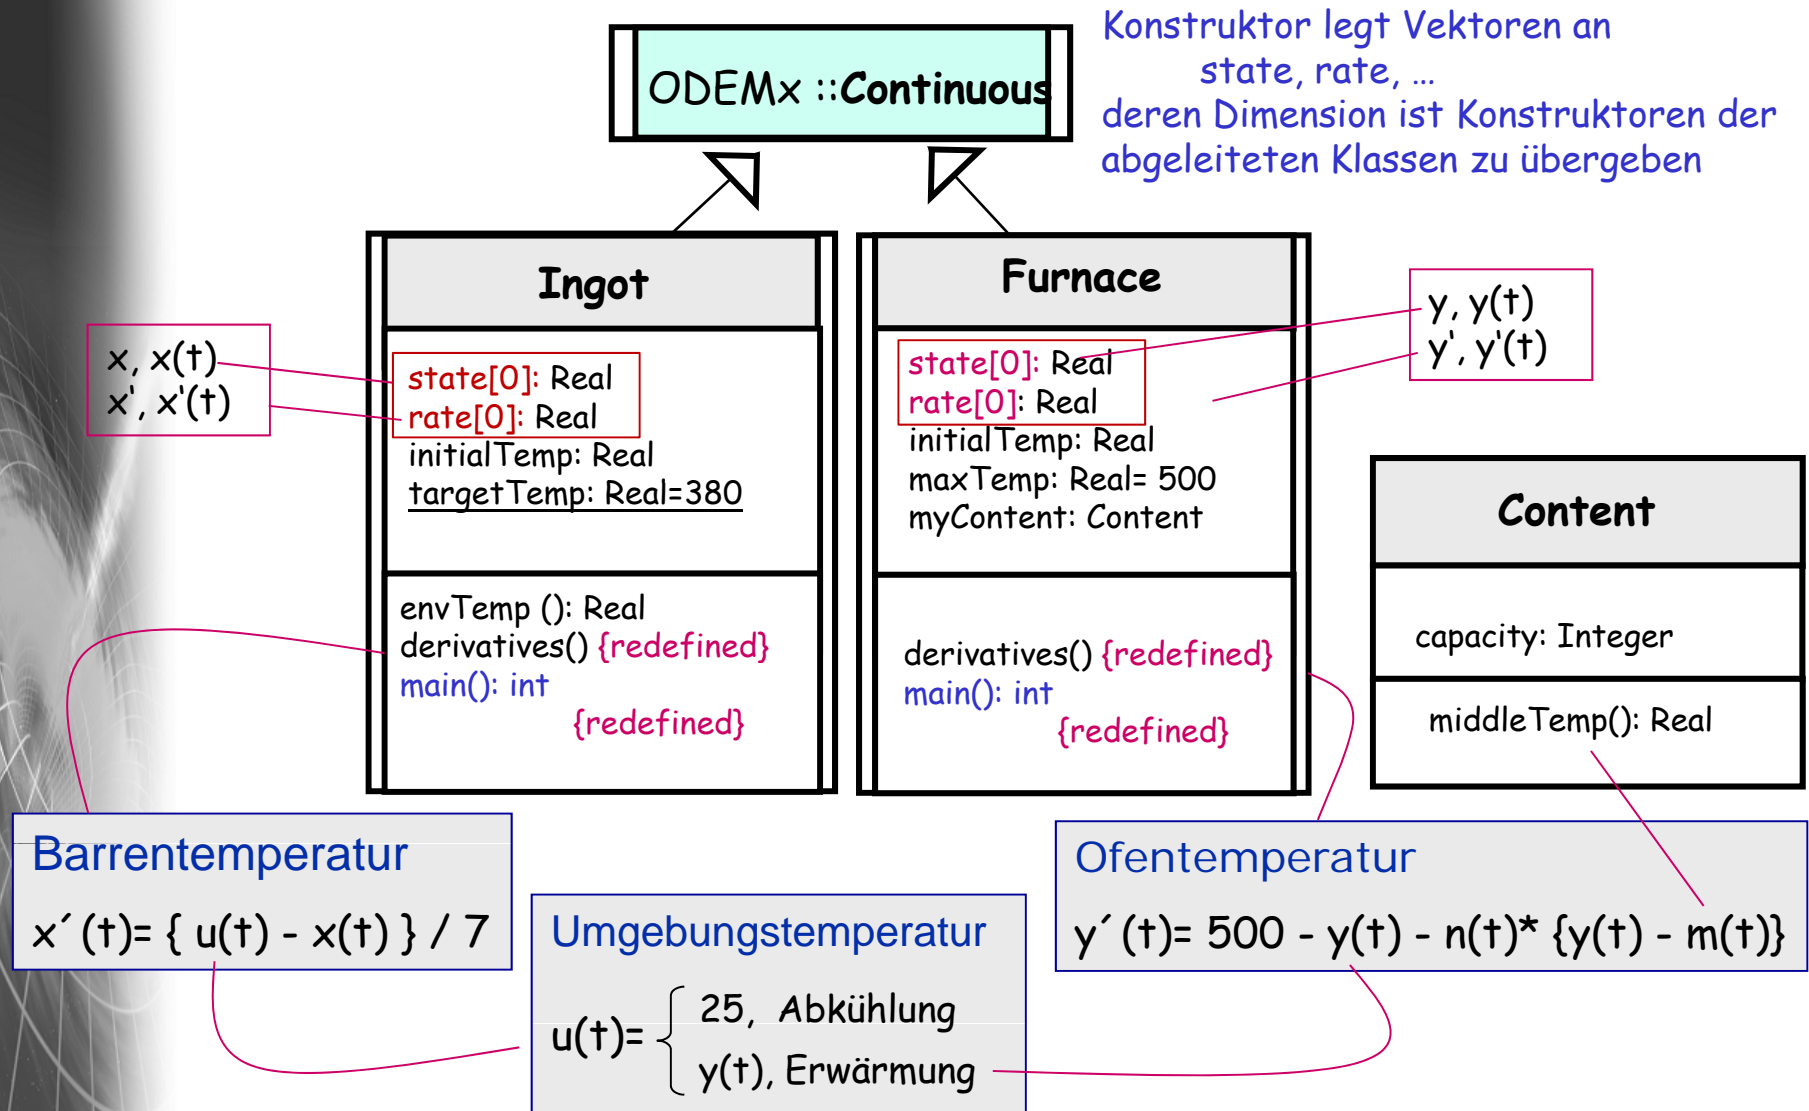 ODEMx ::Continuous
Konstruktor legt Vektoren an
state, rate, ...
deren Dimension ist Konstruktoren der
abgeleiteten Klassen zu übergeben
x, x(t)
x', x'(t)
Ingot
state[0]: Real
rate[0]: Real
initialTemp: Real
targetTemp: Real=380
envTemp (): Real
derivatives() {redefined}
main(): int
{redefined}
Furnace
state[0]: Real
rate[0]: Real
initialTemp: Real
maxTemp: Real= 500
myContent: Content
derivatives() {redefined}
main(): int
{redefined}
y, y(t)
y', y'(t)
Content
capacity: Integer
middleTemp(): Real
Barrentemperatur
x´(t)= { u(t) - x(t) } / 7
Umgebungstemperatur
u(t)=
25, Abkühlung
y(t), Erwärmung
Ofentemperatur
y´(t)= 500 - y(t) - n(t)* {y(t) - m(t)}